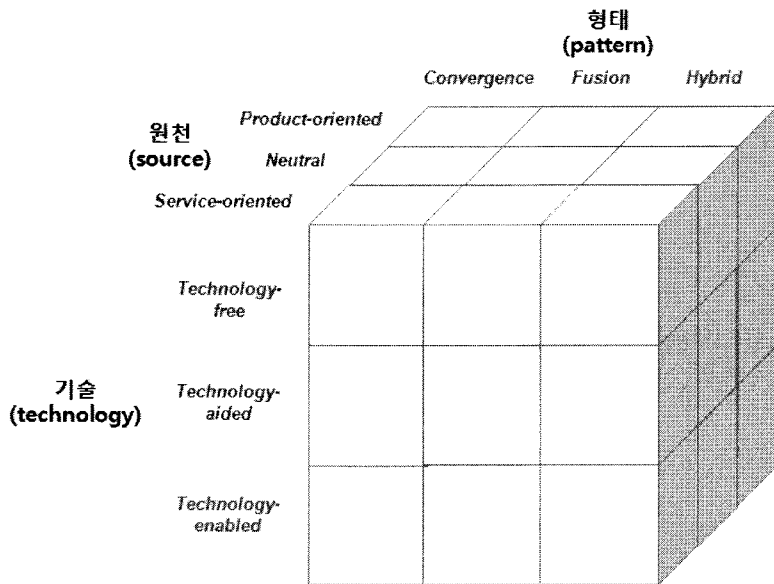 형태
(pattern)
Convergence Fusion Hybrid
원천
(source)
Product-oriented
Neutral
Service-oriented
Technology-
free
기술
(technology)
Technology-
aided
Technology-
enabled